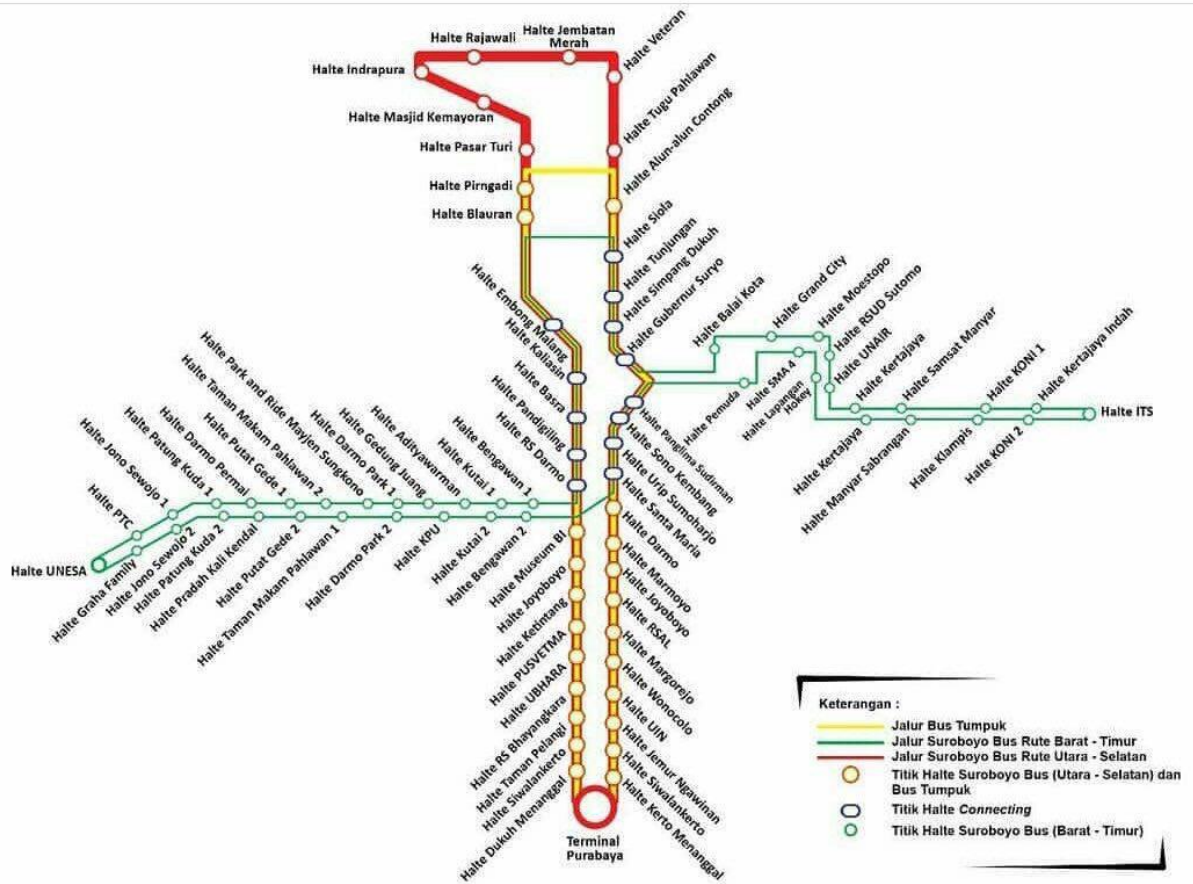 Halte Rajawali
Halte Jembatan
Merah
Halte Veteran
Halte Indrapura
Halte Tugu Pahlawan
Halte Masjid Kemayoran
Halte Alun-alun Contong
Halte Pasar Turi
Halte Pirngadi
Halte Blauran
Halte Siola
Halte Tunjungan
Halte Simpang Dukuh
Halte Gubernur Suryo
Halte Embong Malang
Halte Kaliasin
Halte Basra
Halte Pandigiling
Halte RS Darmo
Halte Balai Kota
Halte Grand City
Halte Moestopo
Halte RSUD Sutomo
Halte UNAIR
Halte Kertajaya
Halte Samsat Manyar
Halte KONI 1
Halte Kertajaya Indah
Halte ITS
Halte Pemuda
Halte SMA 4
Halte Lapangan
Hokey
Halte Kertajaya
Halte Manyar Sabrangan
Halte Klampis
Halte KONI 2
Halte Panglima Sudirman
Halte Sono Kembang
Halte Urip Sumoharjo
Halte Santa Maria
Halte Darmo
Halte Marmoyo
Halte Joyoboyo
Halte RSAL
Halte Margorejo
Halte Wonocolo
Halte UIN
Halte Jemur Ngawinan
Halte Siwalankerto
Halte Kerto Menanggal
Halte PTC
Halte Jono Sewojo 1
Halte Patung Kuda 1
Halte Darmo Permai
Halte Putat Gede 1
Halte Taman Makam Pahlawan 2
Halte Park and Ride Mayjen Sungkono
Halte Darmo Park 1
Halte Gedung Juang
Halte Adityawarman
Halte Kutai 1
Halte Bengawan 1
Halte UNESA
Halte Graha Family
Halte Jono Sewojo 2
Halte Patung Kuda 2
Halte Pradah Kali Kendal
Halte Putat Gede 2
Halte Taman Makam Pahlawan 1
Halte Darmo Park 2
Halte KPU
Halte Kutai 2
Halte Bengawan 2
Halte Museum BI
Halte Joyoboyo
Halte Ketintang
Halte PUSVETMA
Halte UBHARA
Halte RS Bhayangkara
Halte Taman Pelangi
Halte Siwalankerto
Halte Dukuh Menanggal
Terminal
Purabaya
Keterangan :
Jalur Bus Tumpuk
Jalur Suroboyo Bus Rute Barat - Timur
Jalur Suroboyo Bus Rute Utara - Selatan
Titik Halte Suroboyo Bus (Utara - Selatan) dan
Bus Tumpuk
Titik Halte Connecting
Titik Halte Suroboyo Bus (Barat - Timur)